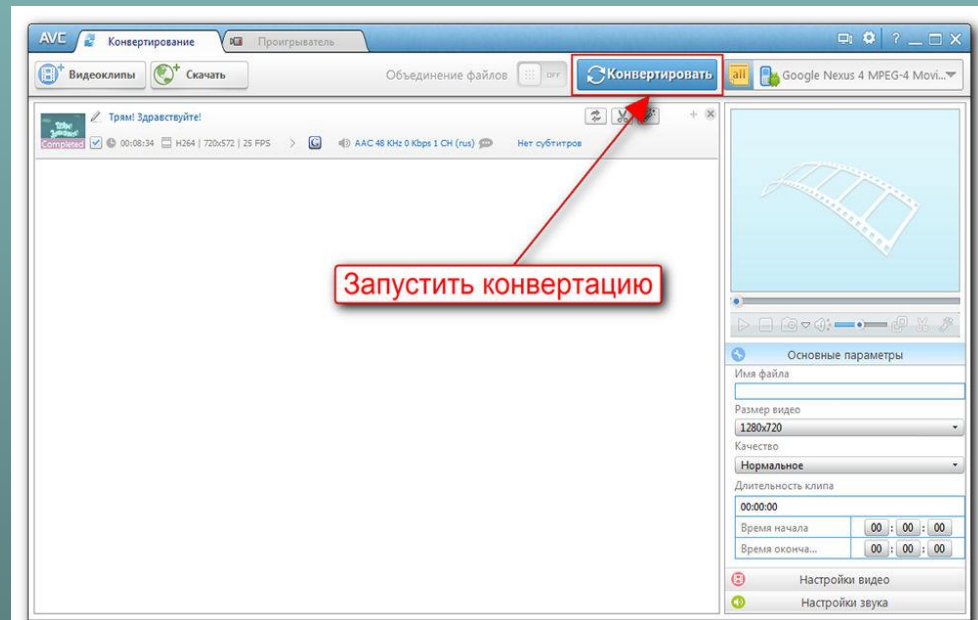 AVE Конвертирование Проигрыватель ?
Видеоклипы Скачать Объединение файлов OFF Конвертировать all Google Nexus 4 MPEG-4 Movi...
Трям! Здравствуйте!
Completed 00:08:34 H264 | 720x572 | 25 FPS > G AAC 48 KHz 0 Kbps 1 CH (rus) Нет субтитров
Запустить конвертацию
Основные параметры
Имя файла
Размер видео
1280x720
Качество
Нормальное
Длительность клипа
00:00:00
Время начала 00 : 00 : 00
Время оконча... 00 : 00 : 00
Настройки видео
Настройки звука